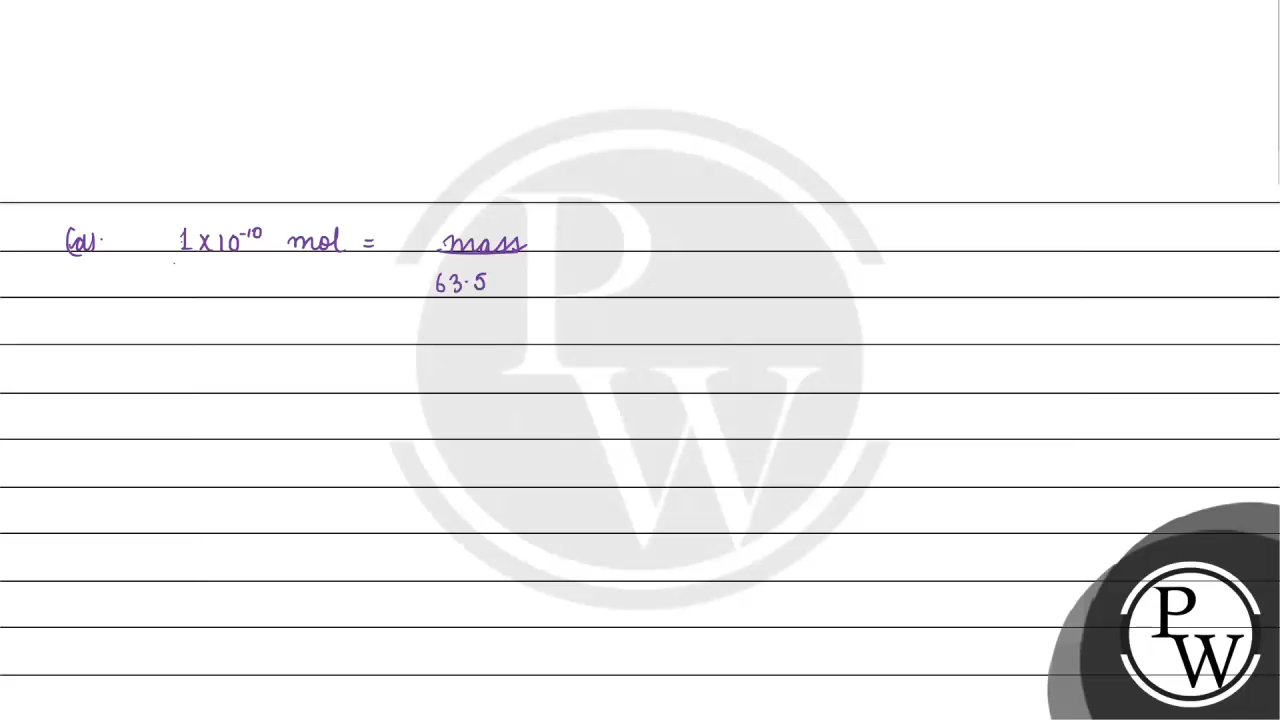 (a). 1 × 10⁻¹⁰ mol = mass
63.5
P
W
P
W